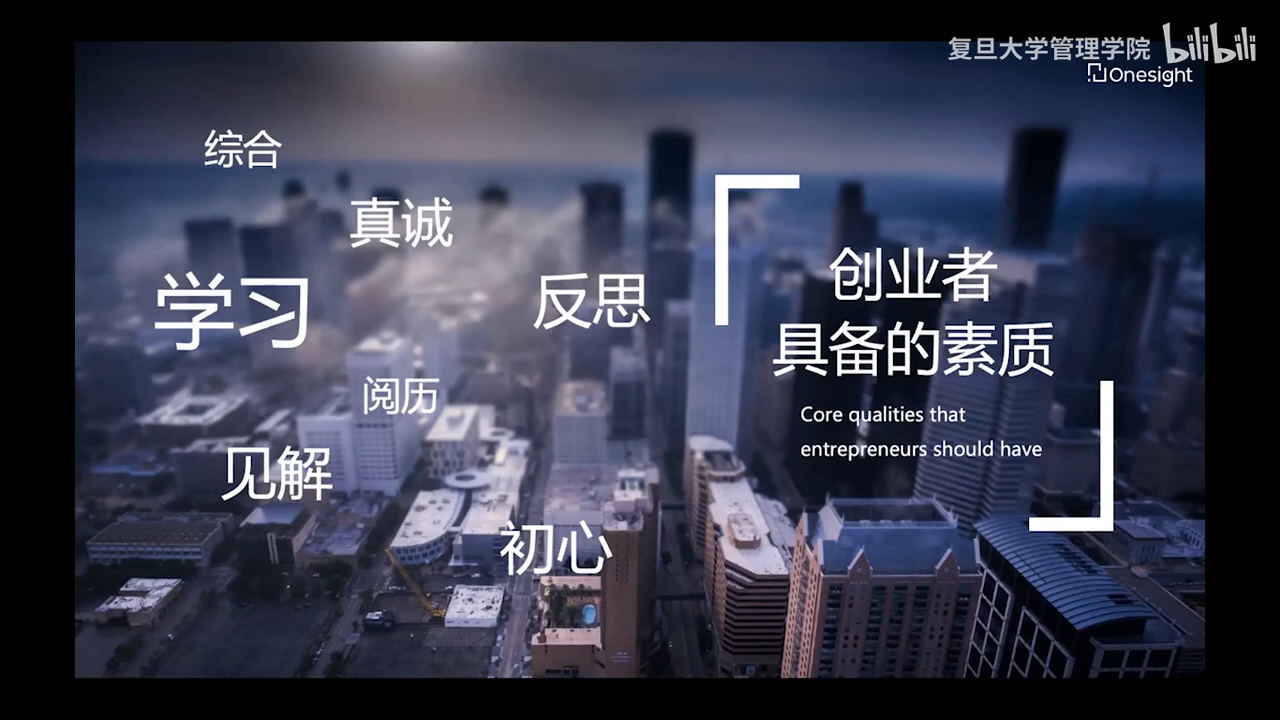 复旦大学管理学院 bilibili
Onesight
综合
真诚
学习
反思
阅历
见解
初心
创业者
具备的素质
Core qualities that
entrepreneurs should have